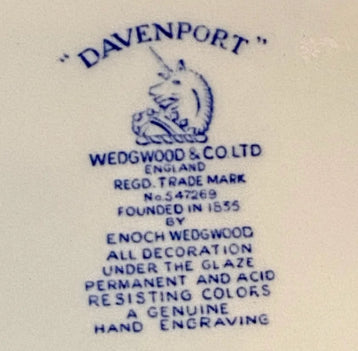 "DAVENPORT"
WEDGWOOD & CO. LTD
ENGLAND
REGD. TRADE MARK
No. 547269
FOUNDED IN 1835
BY
ENOCH WEDGWOOD
ALL DECORATION
UNDER THE GLAZE
PERMANENT AND ACID
RESISTING COLORS
A GENUINE
HAND ENGRAVING